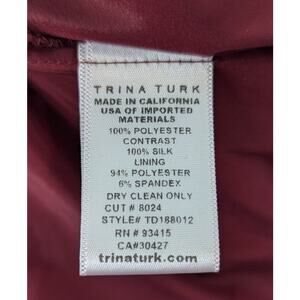 TRINA TURK
MADE IN CALIFORNIA
USA OF IMPORTED
MATERIALS
100% POLYESTER
CONTRAST
100% SILK
LINING
94% POLYESTER
6% SPANDEX
DRY CLEAN ONLY
CUT # 8024
STYLE# TD188012
RN # 93415
CA#30427
trinaturk.com